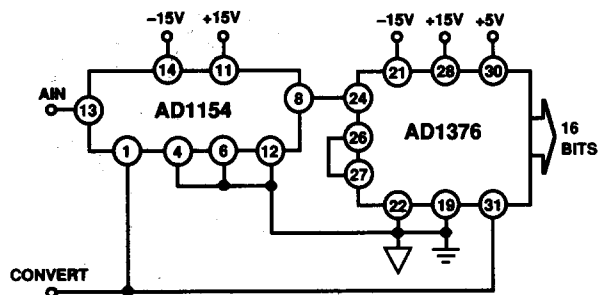 –15V +15V
–15V +15V +5V
14 11
21 28 30
AIN
13
8
24
AD1154
AD1376
26
27
16
BITS
1 4 6 12
22 19 31
CONVERT